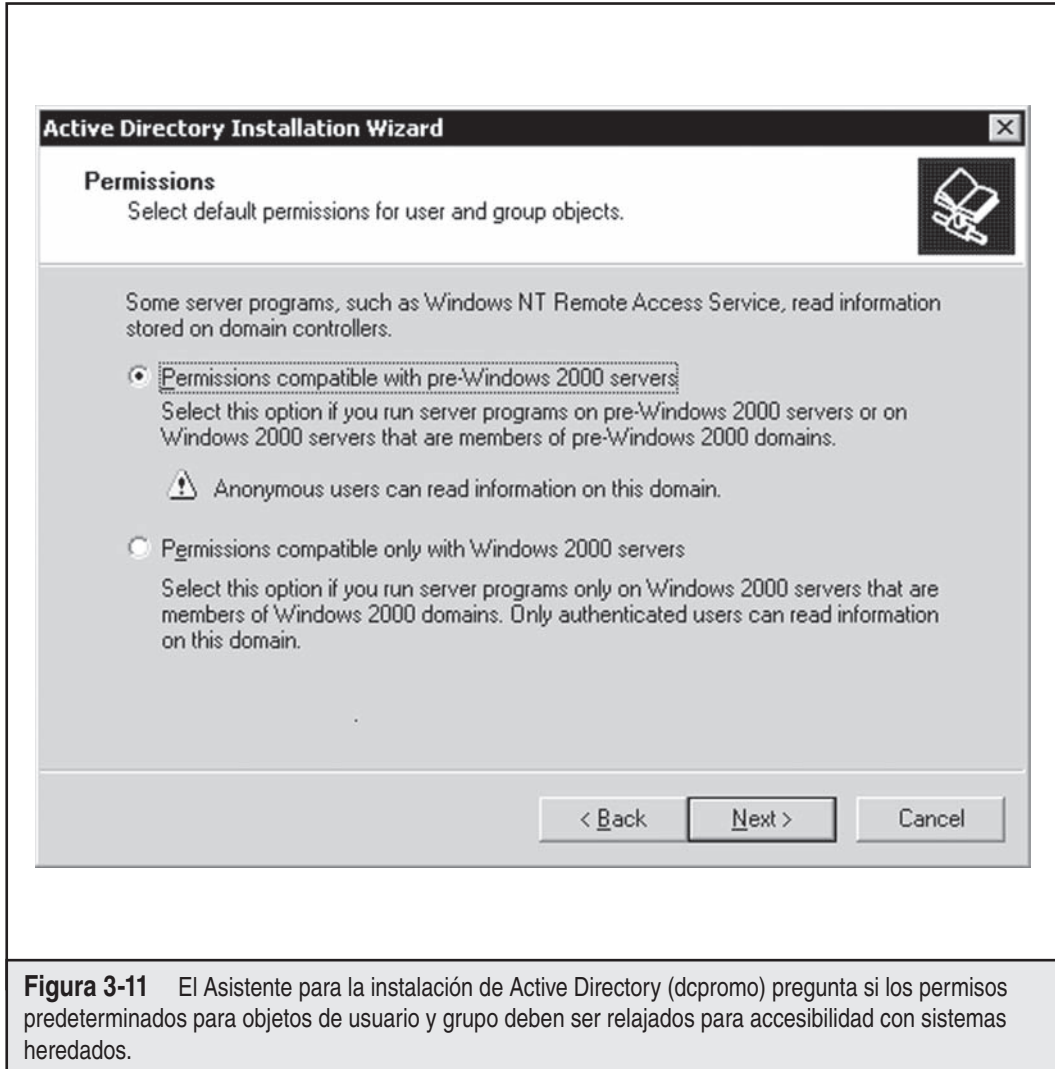 Active Directory Installation Wizard
Permissions
Select default permissions for user and group objects.
Some server programs, such as Windows NT Remote Access Service, read information
stored on domain controllers.
Permissions compatible with pre-Windows 2000 servers
Select this option if you run server programs on pre-Windows 2000 servers or on
Windows 2000 servers that are members of pre-Windows 2000 domains.
Anonymous users can read information on this domain.
Permissions compatible only with Windows 2000 servers
Select this option if you run server programs only on Windows 2000 servers that are
members of Windows 2000 domains. Only authenticated users can read information
on this domain.
< Back Next > Cancel
Figura 3-11 El Asistente para la instalación de Active Directory (dcpromo) pregunta si los permisos
predeterminados para objetos de usuario y grupo deben ser relajados para accesibilidad con sistemas
heredados.